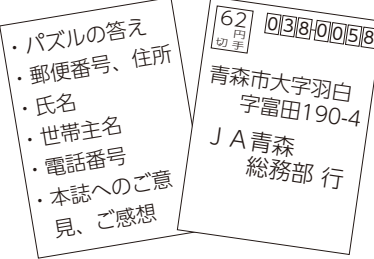 ・パズルの答え
・郵便番号、住所
・氏名
・世帯主名
・電話番号
・本誌へのご意
見、ご感想
62
円
切手
038-0058
青森市大字羽白
字富田190-4
ＪＡ青森
総務部 行